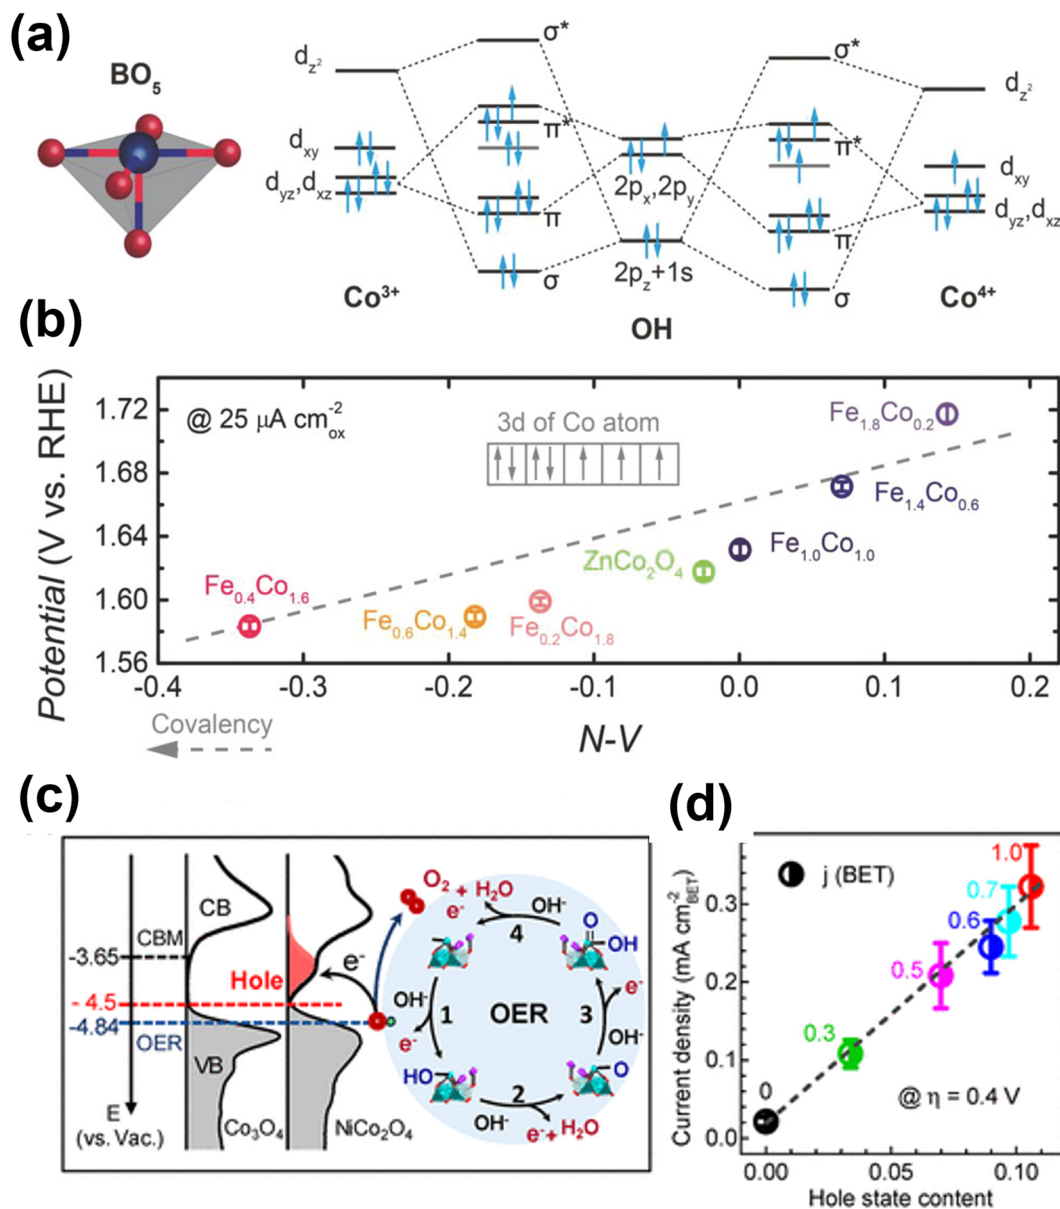 (a)
BO5
dz2
dxy
dyz,dxz
Co3+
σ*
π*
π
σ
2px,2py
2pz+1s
OH
σ*
π*
π
σ
dz2
dxy
dyz,dxz
Co4+
(b)
Potential (V vs. RHE)
1.72
1.68
1.64
1.60
1.56
@ 25 μA cm-2ox
3d of Co atom
Fe1.8Co0.2
Fe1.4Co0.6
Fe1.0Co1.0
ZnCo2O4
Fe0.4Co1.6
Fe0.6Co1.4
Fe0.2Co1.8
-0.4 -0.3 -0.2 -0.1 0.0 0.1 0.2
Covalency
N-V
(c)
CB
CBM
-3.65
Hole
- 4.5
-4.84
OER
VB
E
(vs. Vac.)
Co3O4
NiCo2O4
e-
O2 + H2O
e-
OH-
4
O
OH
OH-
1
e-
OER
3
e-
OH-
HO
2
OH-
e-+ H2O
O
(d)
Current density (mA cm-2BET)
0.3
0.2
0.1
0.0
j (BET)
1.0
0.7
0.6
0.5
0.3
0
@ η = 0.4 V
0.00 0.05 0.10
Hole state content